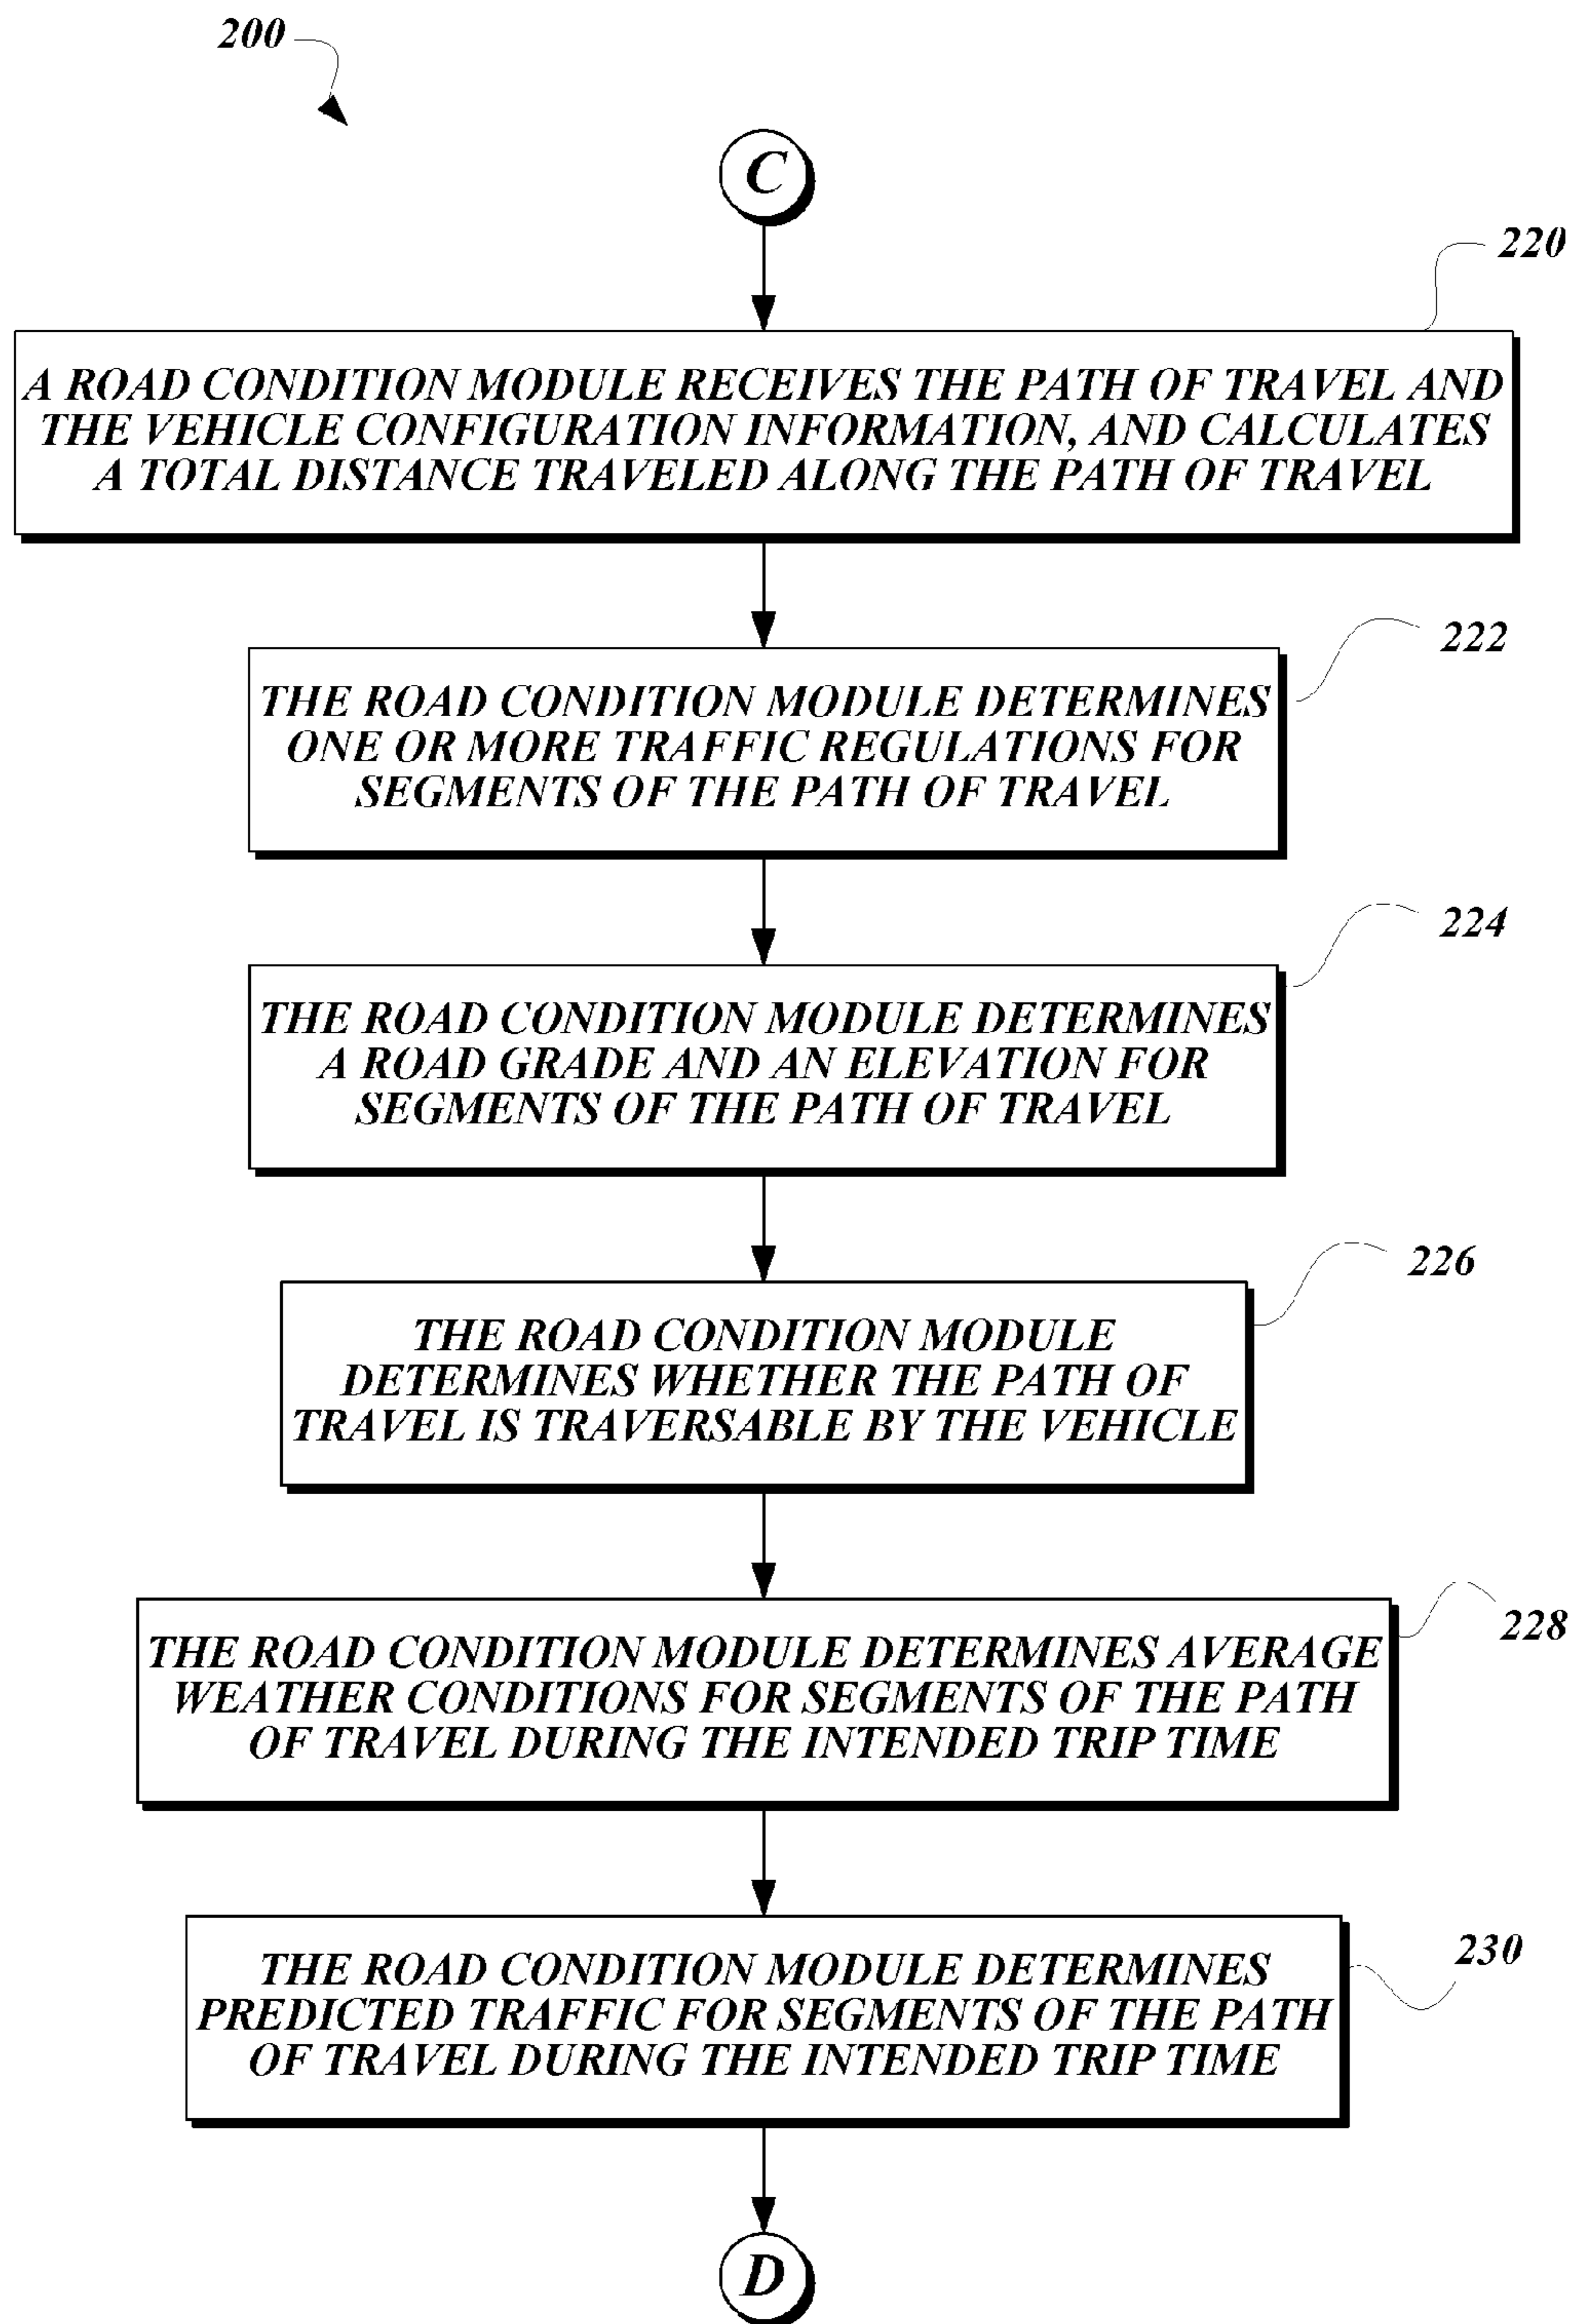 200
C
220
A ROAD CONDITION MODULE RECEIVES THE PATH OF TRAVEL AND
THE VEHICLE CONFIGURATION INFORMATION, AND CALCULATES
A TOTAL DISTANCE TRAVELED ALONG THE PATH OF TRAVEL
222
THE ROAD CONDITION MODULE DETERMINES
ONE OR MORE TRAFFIC REGULATIONS FOR
SEGMENTS OF THE PATH OF TRAVEL
224
THE ROAD CONDITION MODULE DETERMINES
A ROAD GRADE AND AN ELEVATION FOR
SEGMENTS OF THE PATH OF TRAVEL
226
THE ROAD CONDITION MODULE
DETERMINES WHETHER THE PATH OF
TRAVEL IS TRAVERSABLE BY THE VEHICLE
228
THE ROAD CONDITION MODULE DETERMINES AVERAGE
WEATHER CONDITIONS FOR SEGMENTS OF THE PATH
OF TRAVEL DURING THE INTENDED TRIP TIME
230
THE ROAD CONDITION MODULE DETERMINES
PREDICTED TRAFFIC FOR SEGMENTS OF THE PATH
OF TRAVEL DURING THE INTENDED TRIP TIME
D